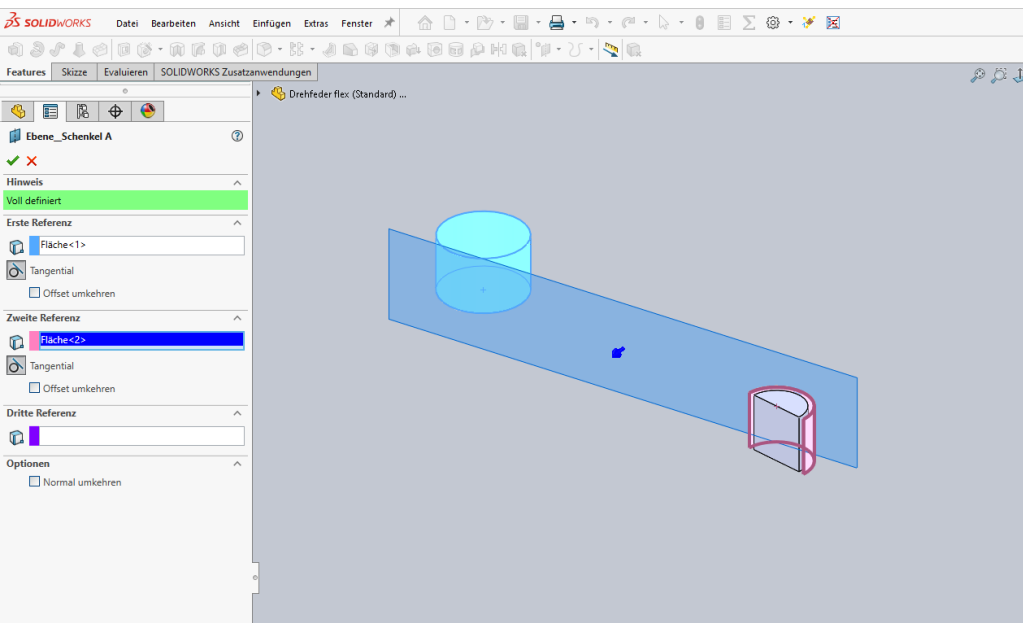 SOLIDWORKS Datei Bearbeiten Ansicht Einfügen Extras Fenster
Features Skizze Evaluieren SOLIDWORKS Zusatzanwendungen
Drehfeder flex (Standard) ...
Ebene_Schenkel A
Hinweis
Voll definiert
Erste Referenz
Fläche<1>
Tangential
Offset umkehren
Zweite Referenz
Fläche<2>
Tangential
Offset umkehren
Dritte Referenz
Optionen
Normal umkehren